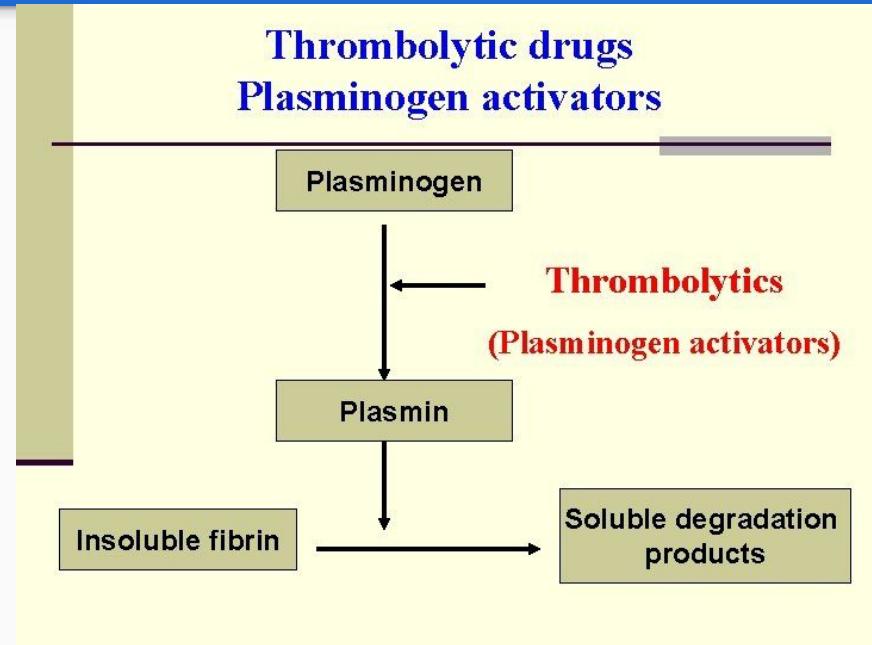 Thrombolytic drugs
Plasminogen activators
Plasminogen
Thrombolytics
(Plasminogen activators)
Plasmin
Insoluble fibrin
Soluble degradation
products